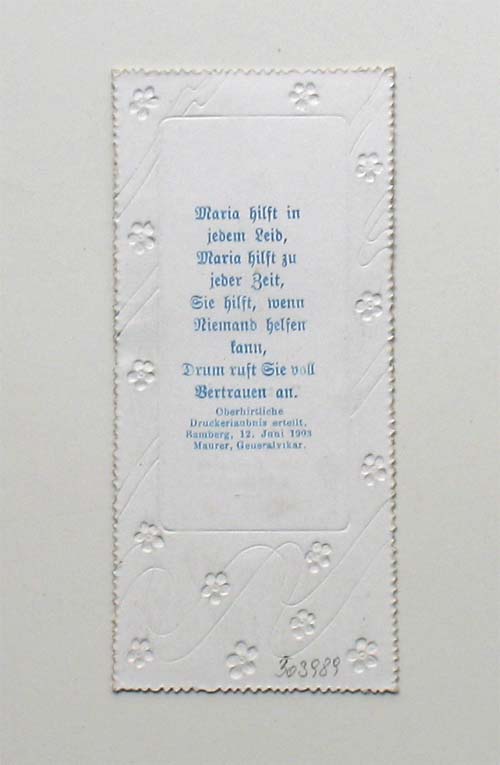 Maria hilft in
jedem Leid,
Maria hilft zu
jeder Zeit,
Sie hilft, wenn
Niemand helfen
kann,
Drum ruft Sie voll
Vertrauen an.
Oberhirtliche
Druckerlaubnis erteilt.
Bamberg, 12. Juni 1903
Maurer, Generalvikar.
303989